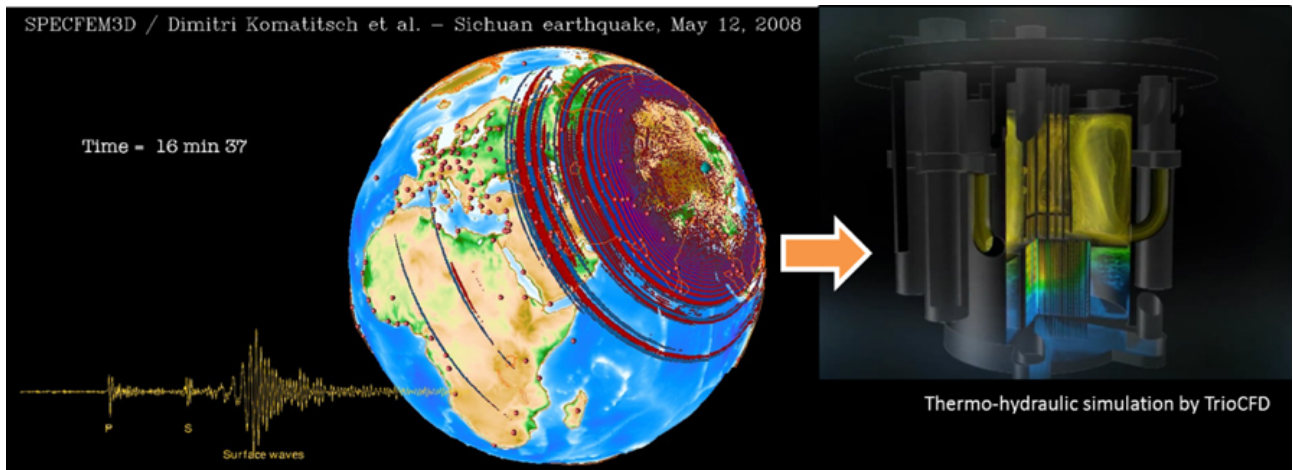 SPECFEM3D / Dimitri Komatitsch et al. – Sichuan earthquake, May 12, 2008
Time = 16 min 37
P
S
Surface waves
Thermo-hydraulic simulation by TrioCFD